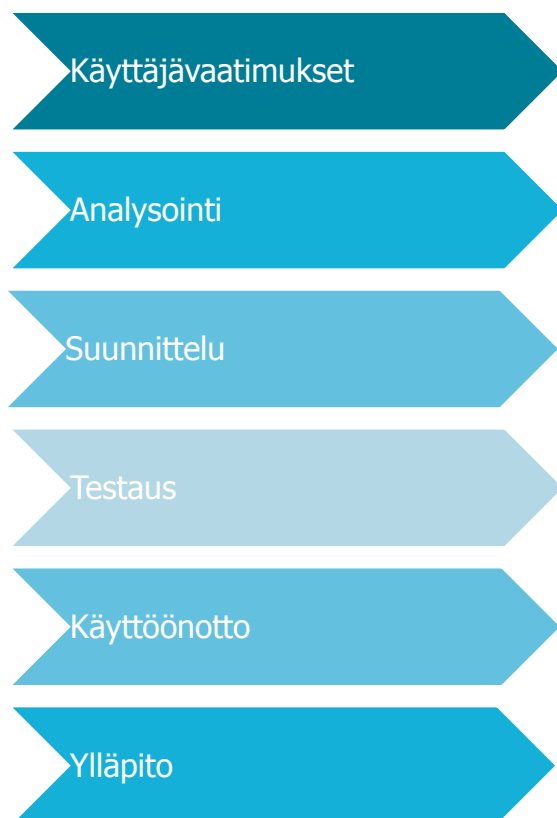 Käyttäjävaatimukset
Analysointi
Suunnittelu
Testaus
Käyttöönotto
Ylläpito